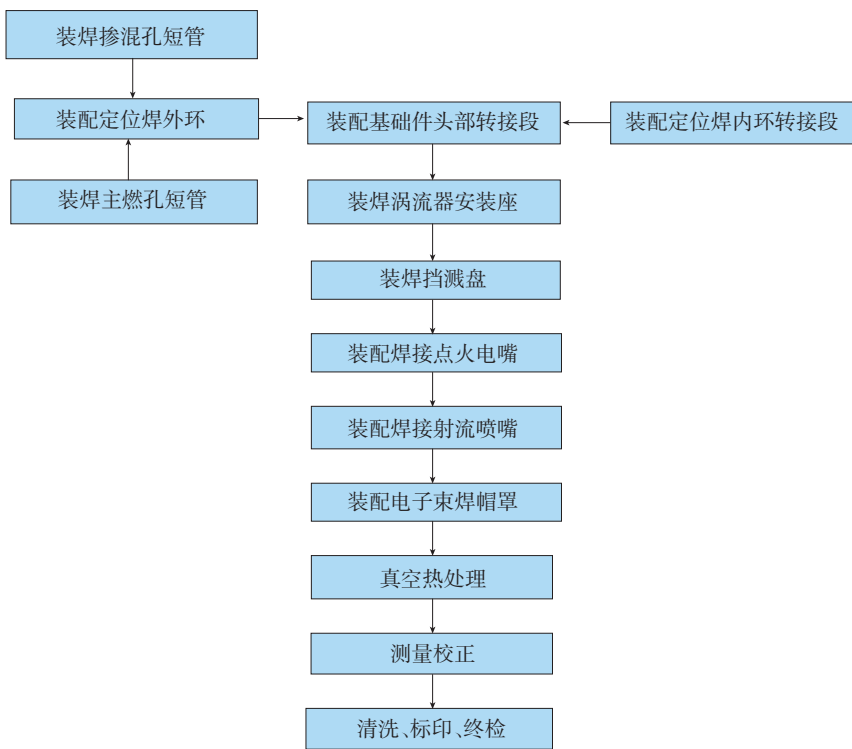 装焊掺混孔短管
装配定位焊外环
装配基础件头部转接段
装配定位焊内环转接段
装焊主燃孔短管
装焊涡流器安装座
装焊挡溅盘
装配焊接点火电嘴
装配焊接射流喷嘴
装配电子束焊帽罩
真空热处理
测量校正
清洗、标印、终检